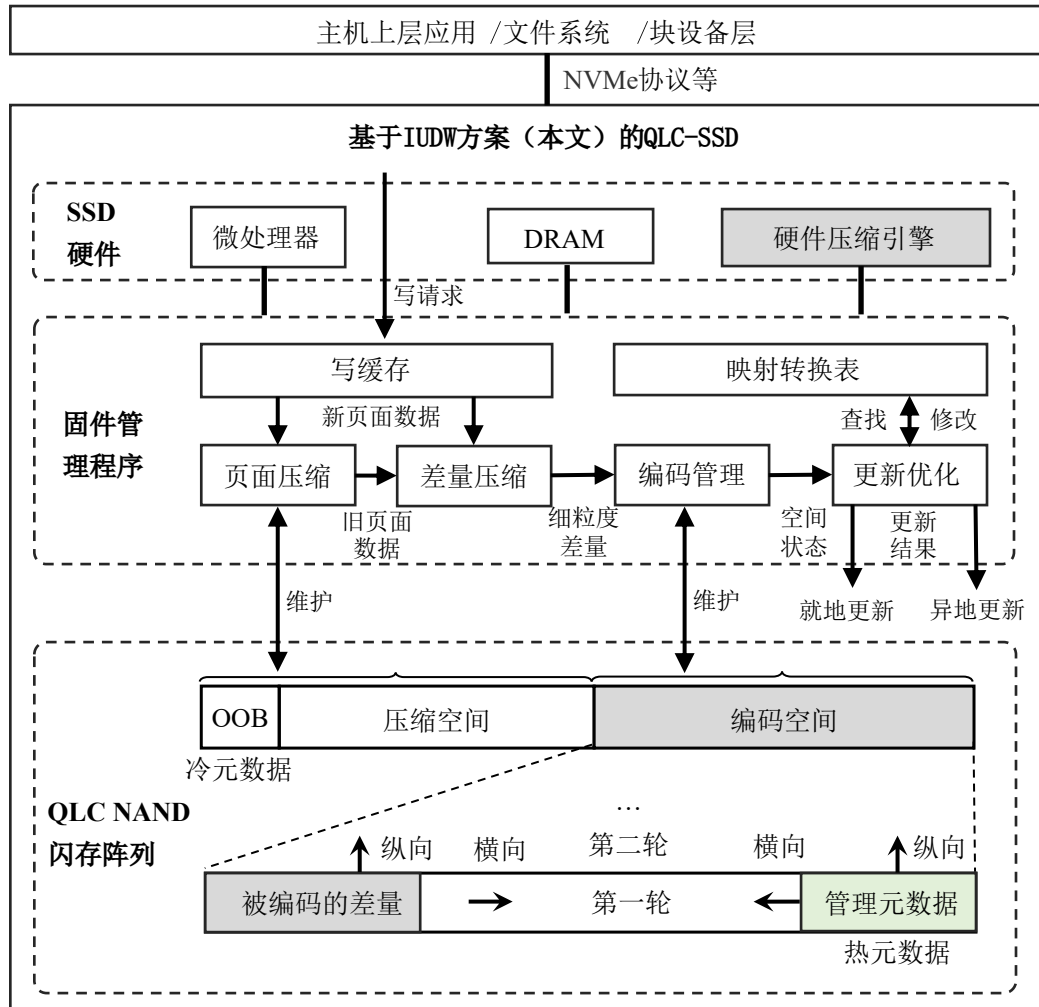 主机上层应用 /文件系统 /块设备层
NVMe协议等
基于IUDW方案（本文）的QLC-SSD
SSD
硬件
微处理器
DRAM
硬件压缩引擎
写请求
固件管
理程序
写缓存
映射转换表
新页面数据
查找
修改
页面压缩
差量压缩
编码管理
更新优化
旧页面
数据
细粒度
差量
空间
状态
更新
结果
维护
维护
就地更新
异地更新
QLC NAND
闪存阵列
OOB
压缩空间
编码空间
冷元数据
…
纵向
横向
第二轮
横向
纵向
被编码的差量
第一轮
管理元数据
热元数据